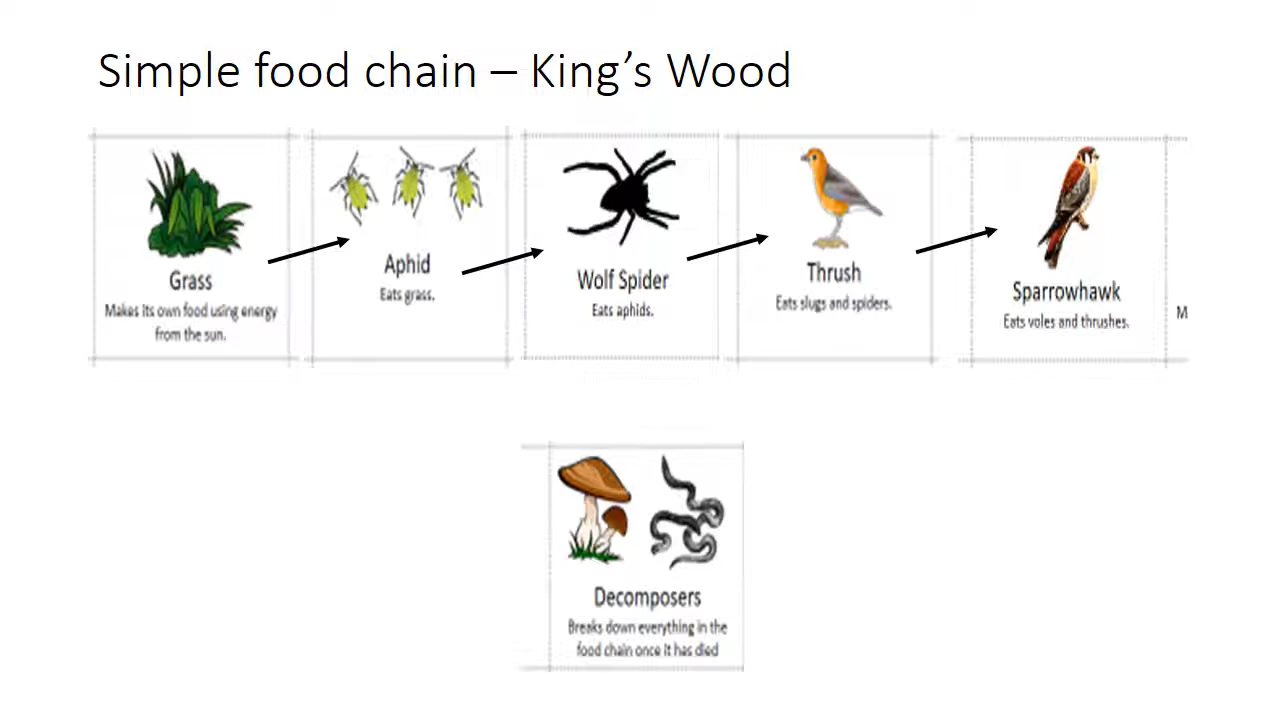 Simple food chain – King’s Wood
Grass
Makes its own food using energy
from the sun.
Aphid
Eats grass.
Wolf Spider
Eats aphids.
Thrush
Eats slugs and spiders.
Sparrowhawk
Eats voles and thrushes.
M
Decomposers
Breaks down everything in the
food chain once it has died